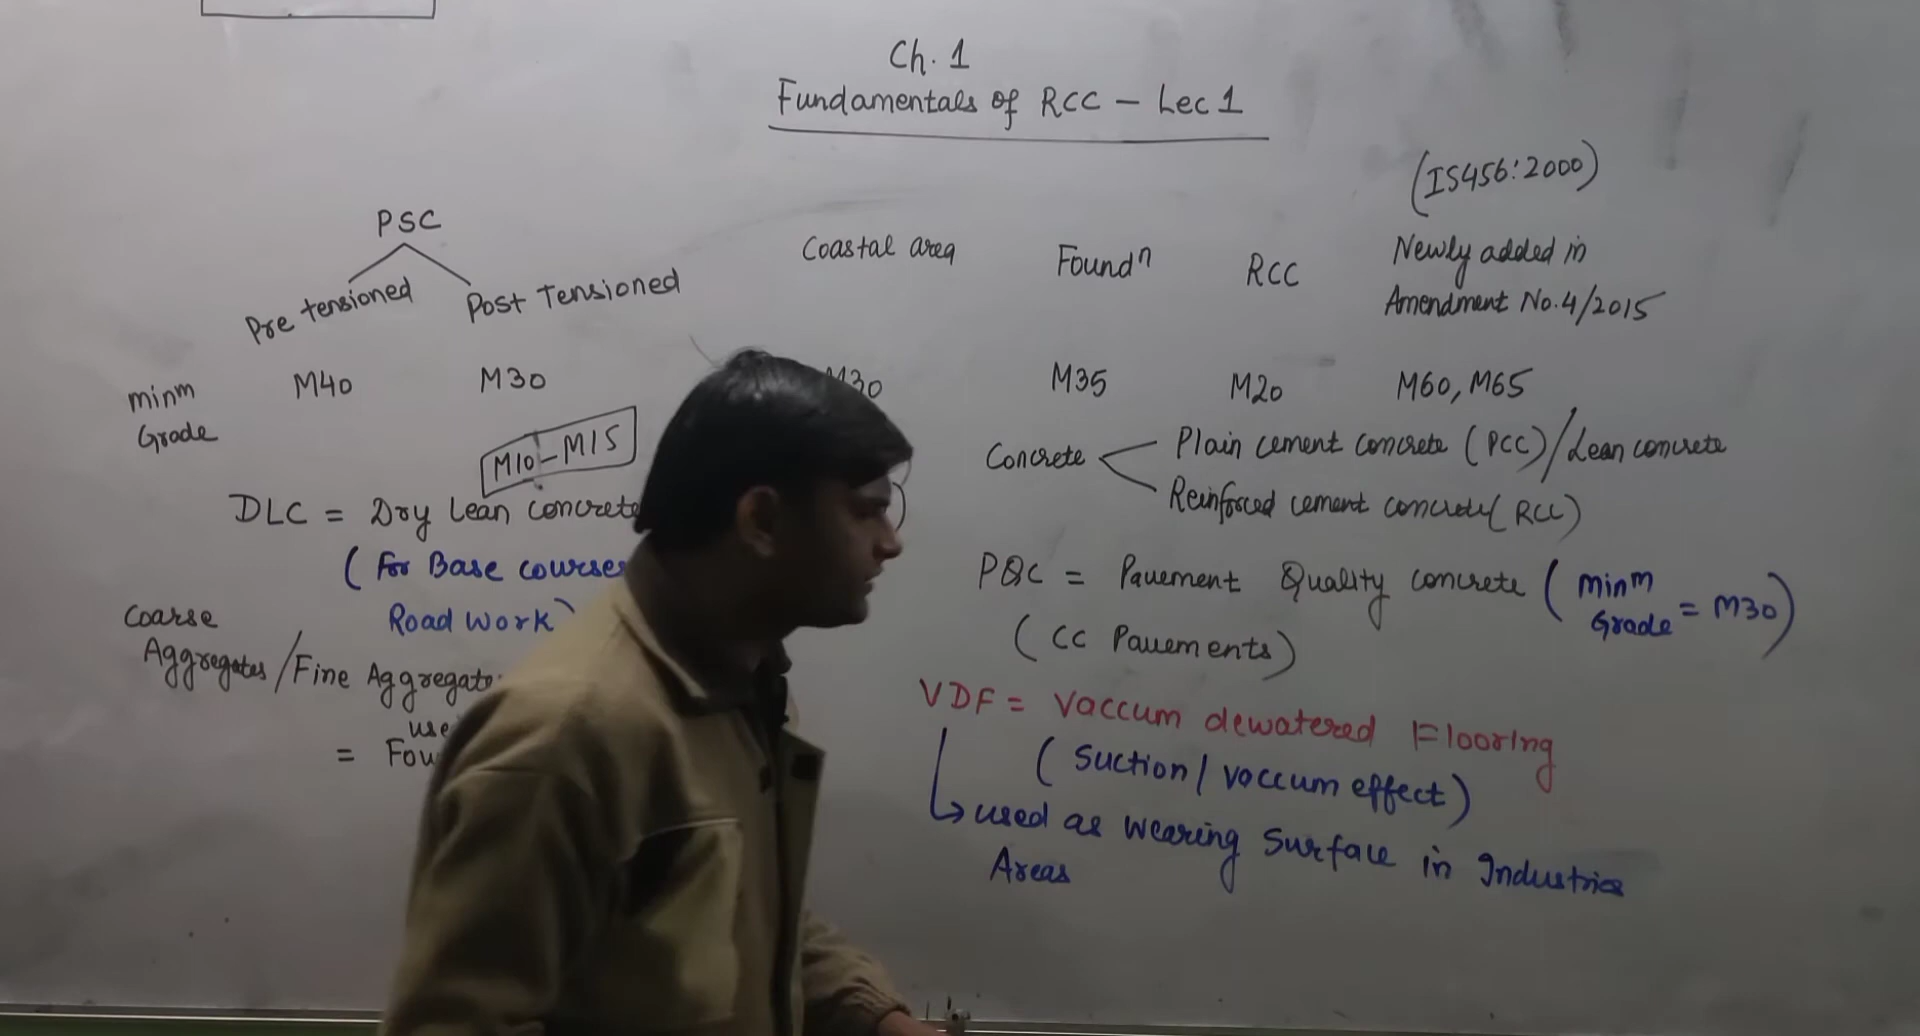 Ch. 1
Fundamentals of RCC - Lec 1
(IS456:2000)
PSC
Pre tensioned
Post Tensioned
Coastal area
Foundn
RCC
Newly added in
Amendment No.4/2015
minm
Grade
M40
M30
M30
M35
M20
M60, M65
M10-M15
Concrete
Plain cement concrete (PCC)/Lean concrete
Reinforced cement concrete (RCC)
DLC = Dry lean concrete
(For Base courses
Road work)
PQC = Pavement Quality concrete (minm
Grade = M30)
(CC Pavements)
Coarse
Aggregates/Fine Aggregate
=
VDF = Vaccum dewatered Flooring
(Suction/vaccum effect)
used as wearing Surface in Industries
Areas